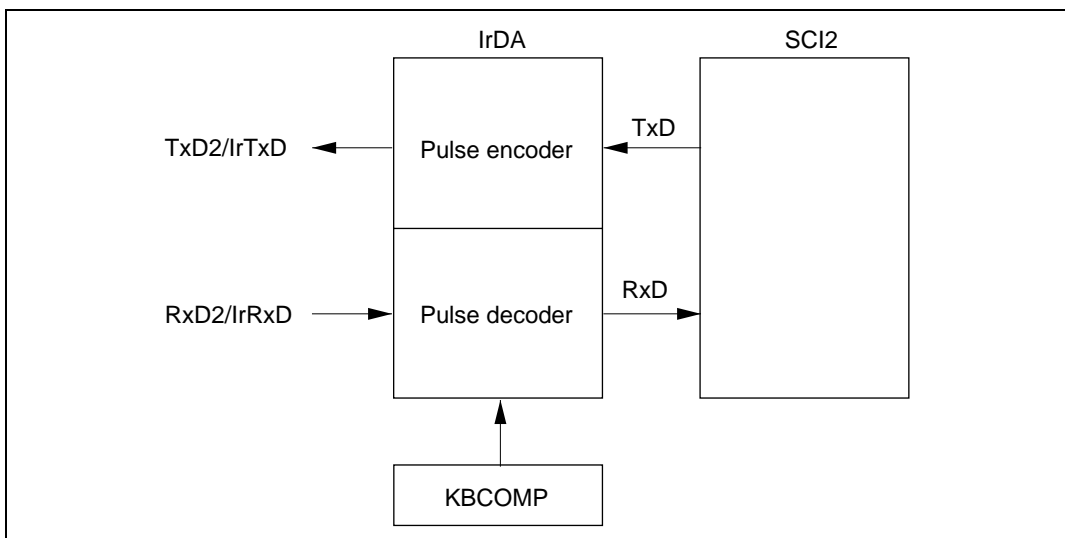 IrDA
SCI2
TxD2/IrTxD
Pulse encoder
TxD
RxD2/IrRxD
Pulse decoder
RxD
KBCOMP